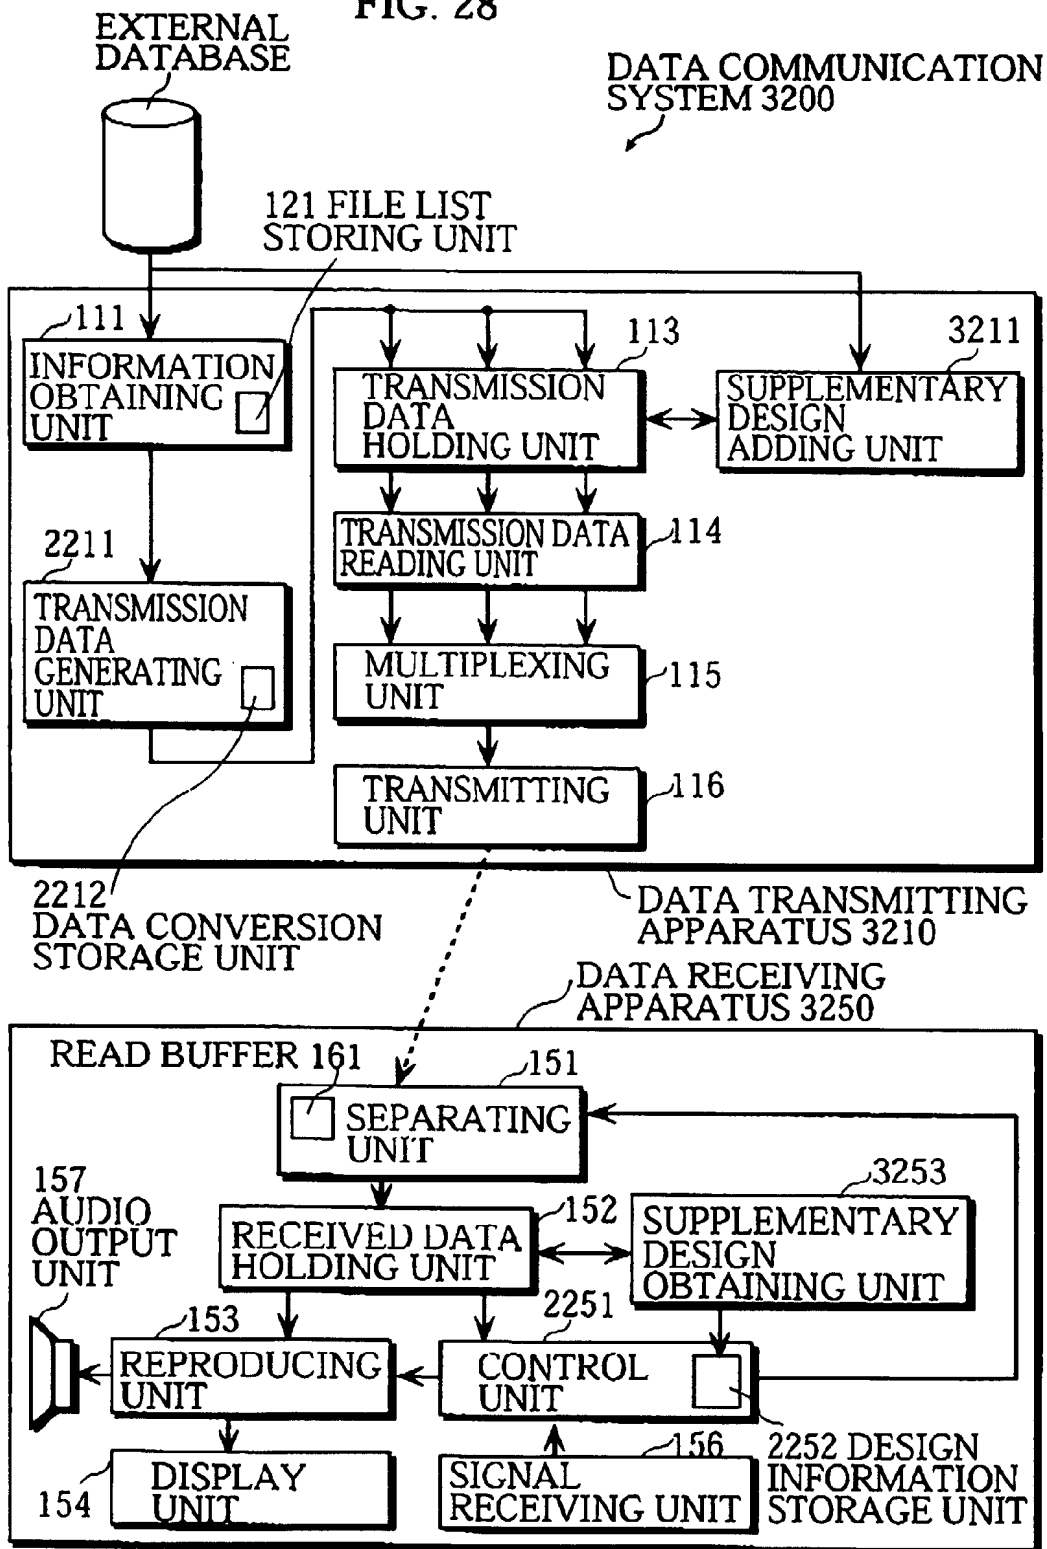 FIG. 28
EXTERNAL
DATABASE
DATA COMMUNICATION
SYSTEM 3200
121 FILE LIST
STORING UNIT
111
INFORMATION
OBTAINING
UNIT
113
TRANSMISSION
DATA
HOLDING UNIT
3211
SUPPLEMENTARY
DESIGN
ADDING UNIT
TRANSMISSION DATA
READING UNIT
114
2211
TRANSMISSION
DATA
GENERATING
UNIT
MULTIPLEXING
UNIT
115
TRANSMITTING
UNIT
116
2212
DATA CONVERSION
STORAGE UNIT
DATA TRANSMITTING
APPARATUS 3210
DATA RECEIVING
APPARATUS 3250
READ BUFFER 161
151
SEPARATING
UNIT
157
AUDIO
OUTPUT
UNIT
RECEIVED DATA
HOLDING UNIT
152
3253
SUPPLEMENTARY
DESIGN
OBTAINING UNIT
153
REPRODUCING
UNIT
2251
CONTROL
UNIT
154
DISPLAY
UNIT
156
SIGNAL
RECEIVING UNIT
2252 DESIGN
INFORMATION
STORAGE UNIT